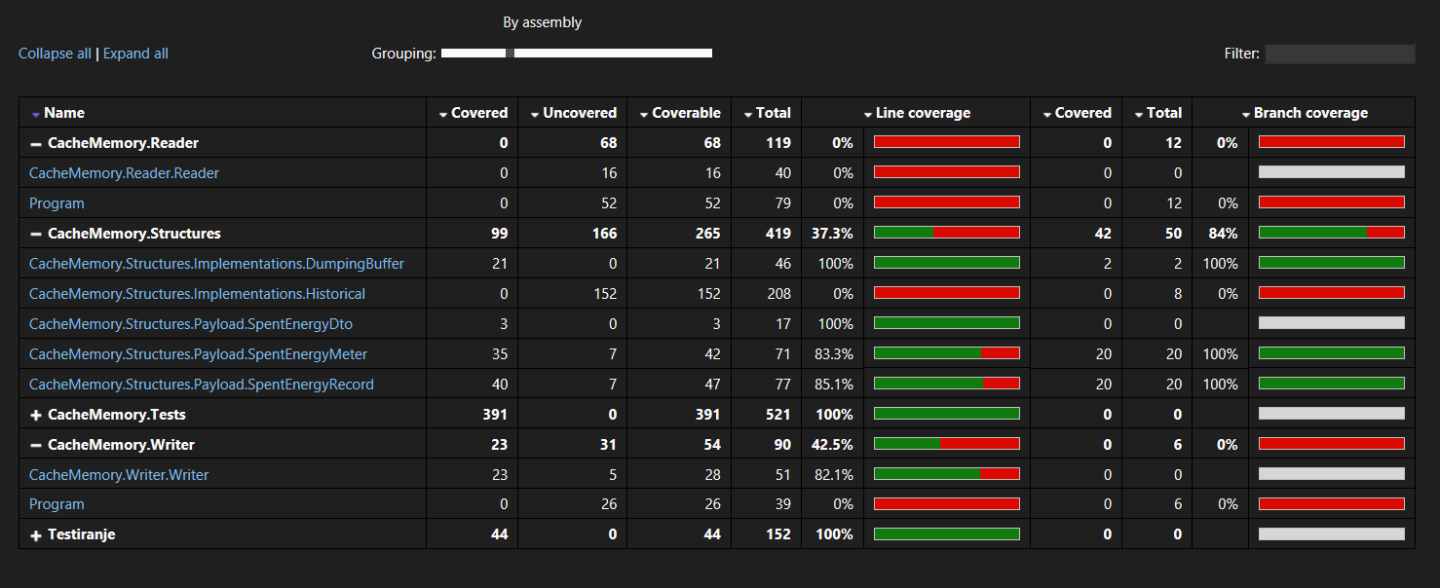 By assembly
Collapse all | Expand all Grouping: Filter:
Name Covered Uncovered Coverable Total Line coverage Covered Total Branch coverage
CacheMemory.Reader 0 68 68 119 0% 0 12 0%
CacheMemory.Reader.Reader 0 16 16 40 0% 0 0
Program 0 52 52 79 0% 0 12 0%
CacheMemory.Structures 99 166 265 419 37.3% 42 50 84%
CacheMemory.Structures.Implementations.DumpingBuffer 21 0 21 46 100% 2 2 100%
CacheMemory.Structures.Implementations.Historical 0 152 152 208 0% 0 8 0%
CacheMemory.Structures.Payload.SpentEnergyDto 3 0 3 17 100% 0 0
CacheMemory.Structures.Payload.SpentEnergyMeter 35 7 42 71 83.3% 20 20 100%
CacheMemory.Structures.Payload.SpentEnergyRecord 40 7 47 77 85.1% 20 20 100%
CacheMemory.Tests 391 0 391 521 100% 0 0
CacheMemory.Writer 23 31 54 90 42.5% 0 6 0%
CacheMemory.Writer.Writer 23 5 28 51 82.1% 0 0
Program 0 26 26 39 0% 0 6 0%
Testiranje 44 0 44 152 100% 0 0